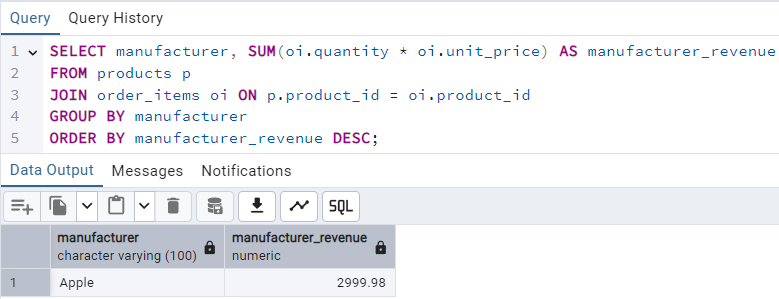 Query Query History
1 SELECT manufacturer, SUM(oi.quantity * oi.unit_price) AS manufacturer_revenue
2 FROM products p
3 JOIN order_items oi ON p.product_id = oi.product_id
4 GROUP BY manufacturer
5 ORDER BY manufacturer_revenue DESC;
Data Output Messages Notifications
SQL
manufacturer manufacturer_revenue
character varying (100) numeric
1 Apple 2999.98